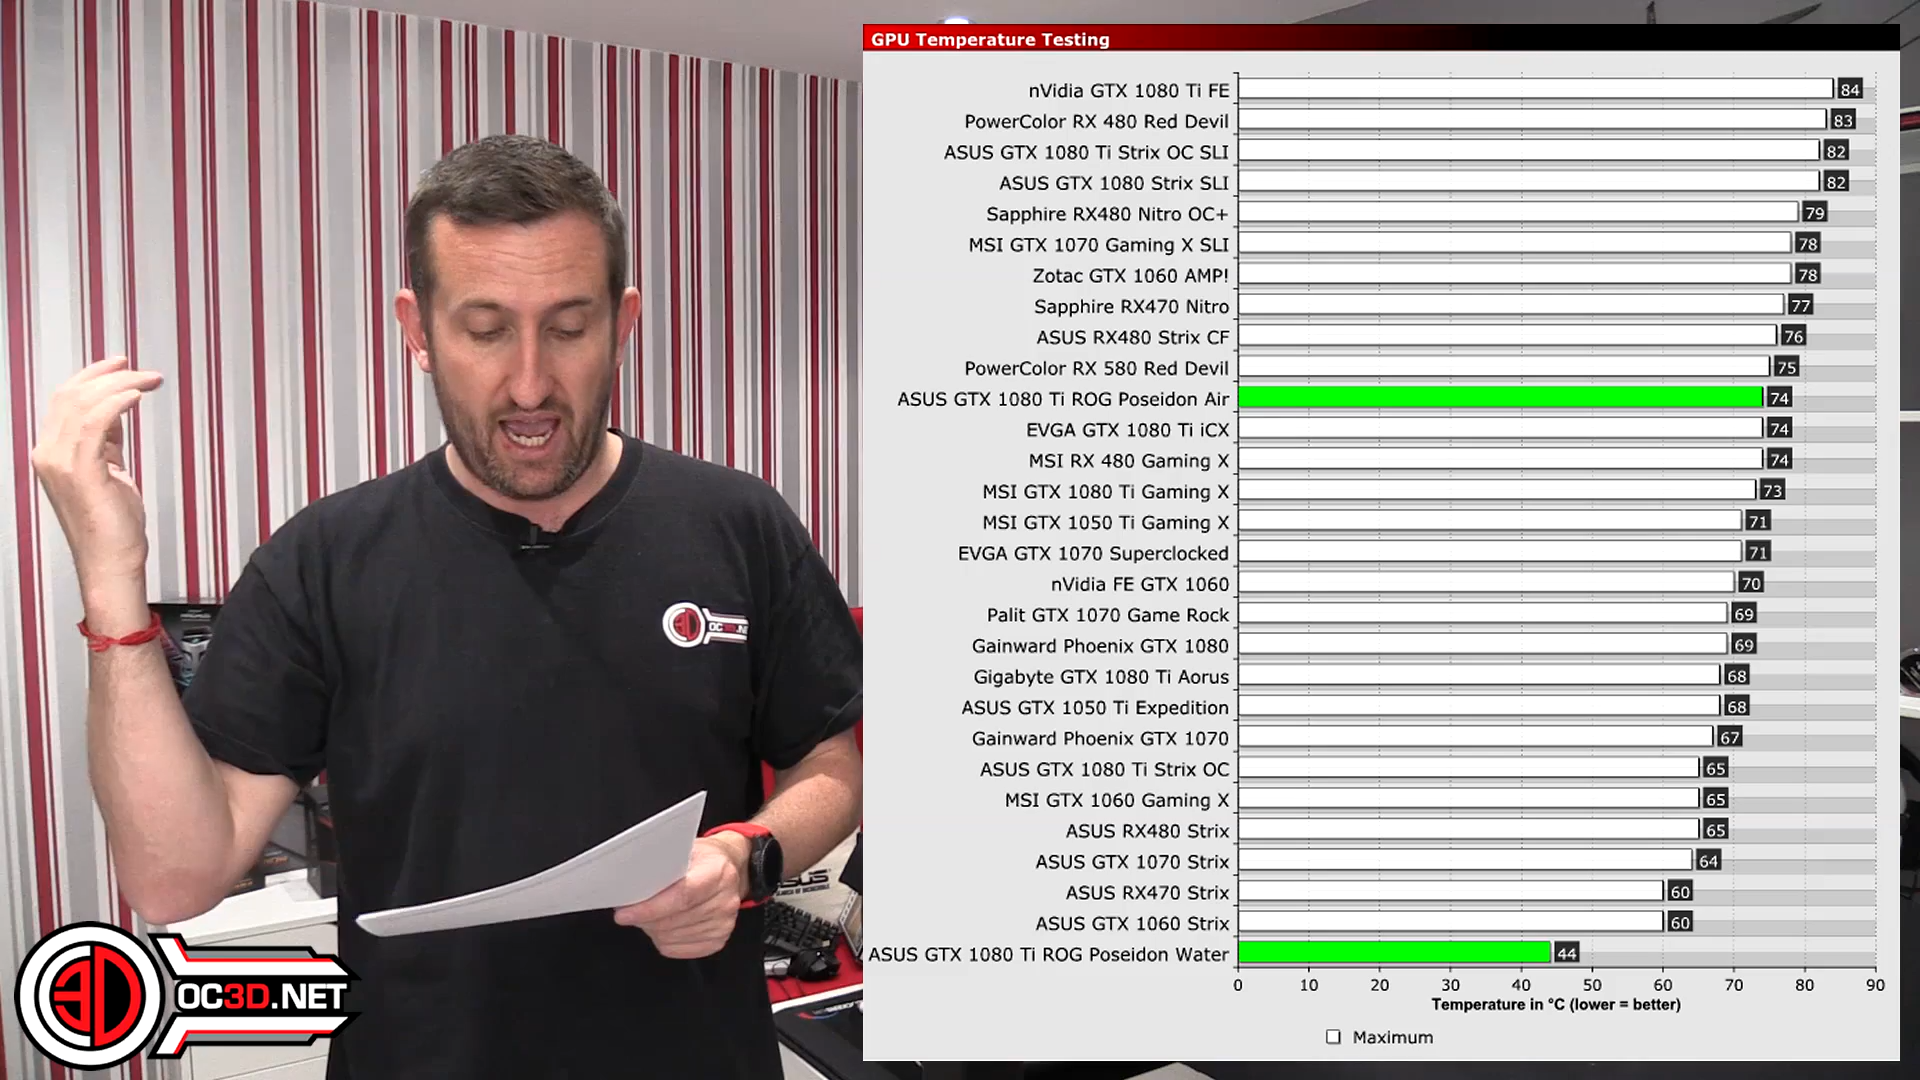 GPU Temperature Testing
nVidia GTX 1080 Ti FE 84
PowerColor RX 480 Red Devil 83
ASUS GTX 1080 Ti Strix OC SLI 82
ASUS GTX 1080 Strix SLI 82
Sapphire RX480 Nitro OC+ 79
MSI GTX 1070 Gaming X SLI 78
Zotac GTX 1060 AMP! 78
Sapphire RX470 Nitro 77
ASUS RX480 Strix CF 76
PowerColor RX 580 Red Devil 75
ASUS GTX 1080 Ti ROG Poseidon Air 74
EVGA GTX 1080 Ti iCX 74
MSI RX 480 Gaming X 74
MSI GTX 1080 Ti Gaming X 73
MSI GTX 1050 Ti Gaming X 71
EVGA GTX 1070 Superclocked 71
nVidia FE GTX 1060 70
Palit GTX 1070 Game Rock 69
Gainward Phoenix GTX 1080 69
Gigabyte GTX 1080 Ti Aorus 68
ASUS GTX 1050 Ti Expedition 68
Gainward Phoenix GTX 1070 67
ASUS GTX 1080 Ti Strix OC 65
MSI GTX 1060 Gaming X 65
ASUS RX480 Strix 65
ASUS GTX 1070 Strix 64
ASUS RX470 Strix 60
ASUS GTX 1060 Strix 60
ASUS GTX 1080 Ti ROG Poseidon Water 44
0 10 20 30 40 50 60 70 80 90
Temperature in °C (lower = better)
Maximum
OC3D.NET
3D OC3D.NET